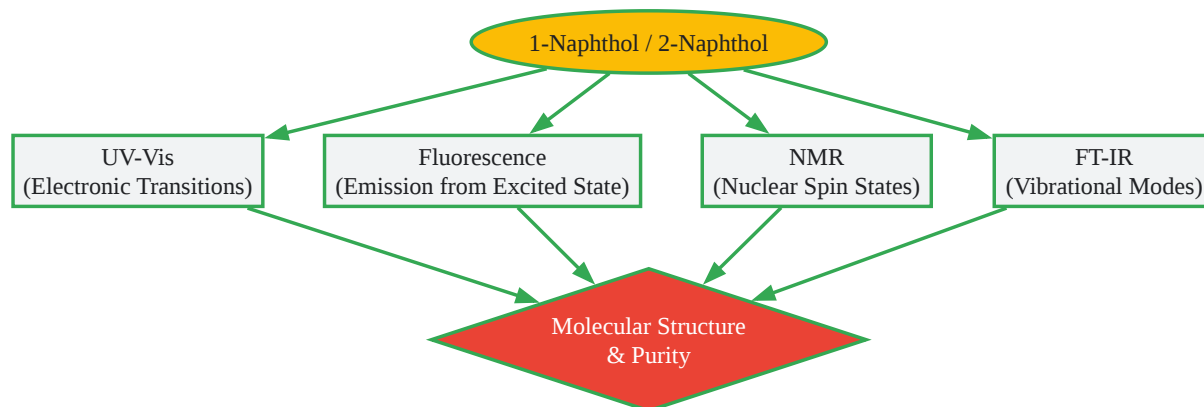 1-Naphthol / 2-Naphthol
UV-Vis
(Electronic Transitions)
Fluorescence
(Emission from Excited State)
NMR
(Nuclear Spin States)
FT-IR
(Vibrational Modes)
Molecular Structure
& Purity